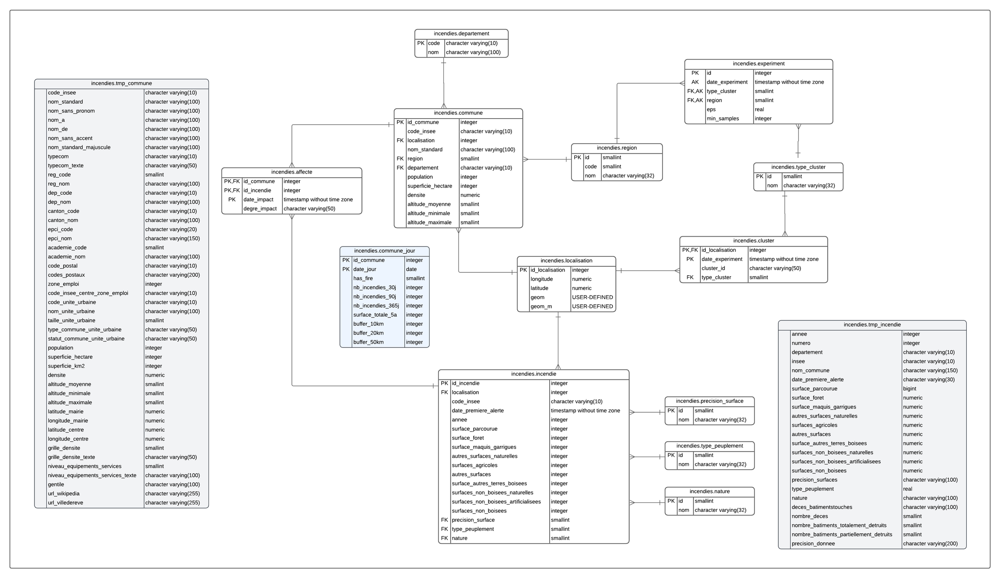 incendies.departement
PK code character varying(10)
nom character varying(100)
incendies.experiment
PK id integer
AK date_experiment timestamp without time zone
FK,AK type_cluster smallint
FK,AK region smallint
eps real
min_samples integer
incendies.tmp_commune
code_insee character varying(10)
nom_standard character varying(100)
nom_sans_pronom character varying(100)
nom_a character varying(100)
nom_de character varying(100)
nom_sans_accent character varying(100)
nom_standard_majuscule character varying(100)
typecom character varying(10)
typecom_texte character varying(50)
reg_code smallint
reg_nom character varying(100)
dep_code character varying(10)
dep_nom character varying(100)
canton_code character varying(10)
canton_nom character varying(100)
epci_code character varying(20)
epci_nom character varying(150)
academie_code smallint
academie_nom character varying(100)
code_postal character varying(10)
codes_postaux character varying(200)
zone_emploi integer
code_insee_centre_zone_emploi character varying(10)
code_unite_urbaine character varying(10)
nom_unite_urbaine character varying(100)
taille_unite_urbaine smallint
type_commune_unite_urbaine character varying(50)
statut_commune_unite_urbaine character varying(50)
population integer
superficie_hectare integer
superficie_km2 integer
densite numeric
altitude_moyenne smallint
altitude_minimale smallint
altitude_maximale smallint
latitude_mairie numeric
longitude_mairie numeric
latitude_centre numeric
longitude_centre numeric
grille_densite smallint
grille_densite_texte character varying(50)
niveau_equipements_services smallint
niveau_equipements_services_texte character varying(100)
gentile character varying(100)
url_wikipedia character varying(255)
url_villedereve character varying(255)
incendies.commune
PK id_commune integer
code_insee character varying(10)
FK localisation integer
nom_standard character varying(100)
FK region smallint
FK departement character varying(10)
population integer
superficie_hectare integer
densite numeric
altitude_moyenne smallint
altitude_minimale smallint
altitude_maximale smallint
incendies.region
PK id smallint
code smallint
nom character varying(32)
incendies.type_cluster
PK id smallint
nom character varying(32)
incendies.affecte
PK,FK id_commune integer
PK,FK id_incendie integer
PK date_impact timestamp without time zone
degre_impact character varying(50)
incendies.cluster
PK,FK id_localisation integer
PK date_experiment timestamp without time zone
cluster_id character varying(50)
FK type_cluster smallint
incendies.commune_jour
PK id_commune integer
PK date_jour date
has_fire smallint
nb_incendies_30j integer
nb_incendies_90j integer
nb_incendies_365j integer
surface_totale_5a integer
buffer_10km integer
buffer_20km integer
buffer_50km integer
incendies.localisation
PK id_localisation integer
longitude numeric
latitude numeric
geom USER-DEFINED
geom_m USER-DEFINED
incendies.incendie
PK id_incendie integer
FK localisation integer
code_insee character varying(10)
date_premiere_alerte timestamp without time zone
annee integer
surface_parcourue integer
surface_foret integer
surface_maquis_garrigues integer
autres_surfaces_naturelles integer
surfaces_agricoles integer
autres_surfaces integer
surface_autres_terres_boisees integer
surfaces_non_boisees_naturelles integer
surfaces_non_boisees_artificialisees integer
surfaces_non_boisees integer
FK precision_surface smallint
FK type_peuplement smallint
FK nature smallint
incendies.precision_surface
PK id smallint
nom character varying(32)
incendies.type_peuplement
PK id smallint
nom character varying(32)
incendies.nature
PK id smallint
nom character varying(32)
incendies.tmp_incendie
annee integer
numero integer
departement character varying(10)
insee character varying(10)
nom_commune character varying(150)
date_premiere_alerte character varying(30)
surface_parcourue bigint
surface_foret numeric
surface_maquis_garrigues numeric
autres_surfaces_naturelles numeric
surfaces_agricoles numeric
autres_surfaces numeric
surface_autres_terres_boisees numeric
surfaces_non_boisees_naturelles numeric
surfaces_non_boisees_artificialisees numeric
surfaces_non_boisees numeric
precision_surfaces character varying(100)
type_peuplement real
nature character varying(100)
deces_batimentstouches character varying(100)
nombre_deces smallint
nombre_batiments_totalement_detruits smallint
nombre_batiments_partiellement_detruits smallint
precision_donnee character varying(200)